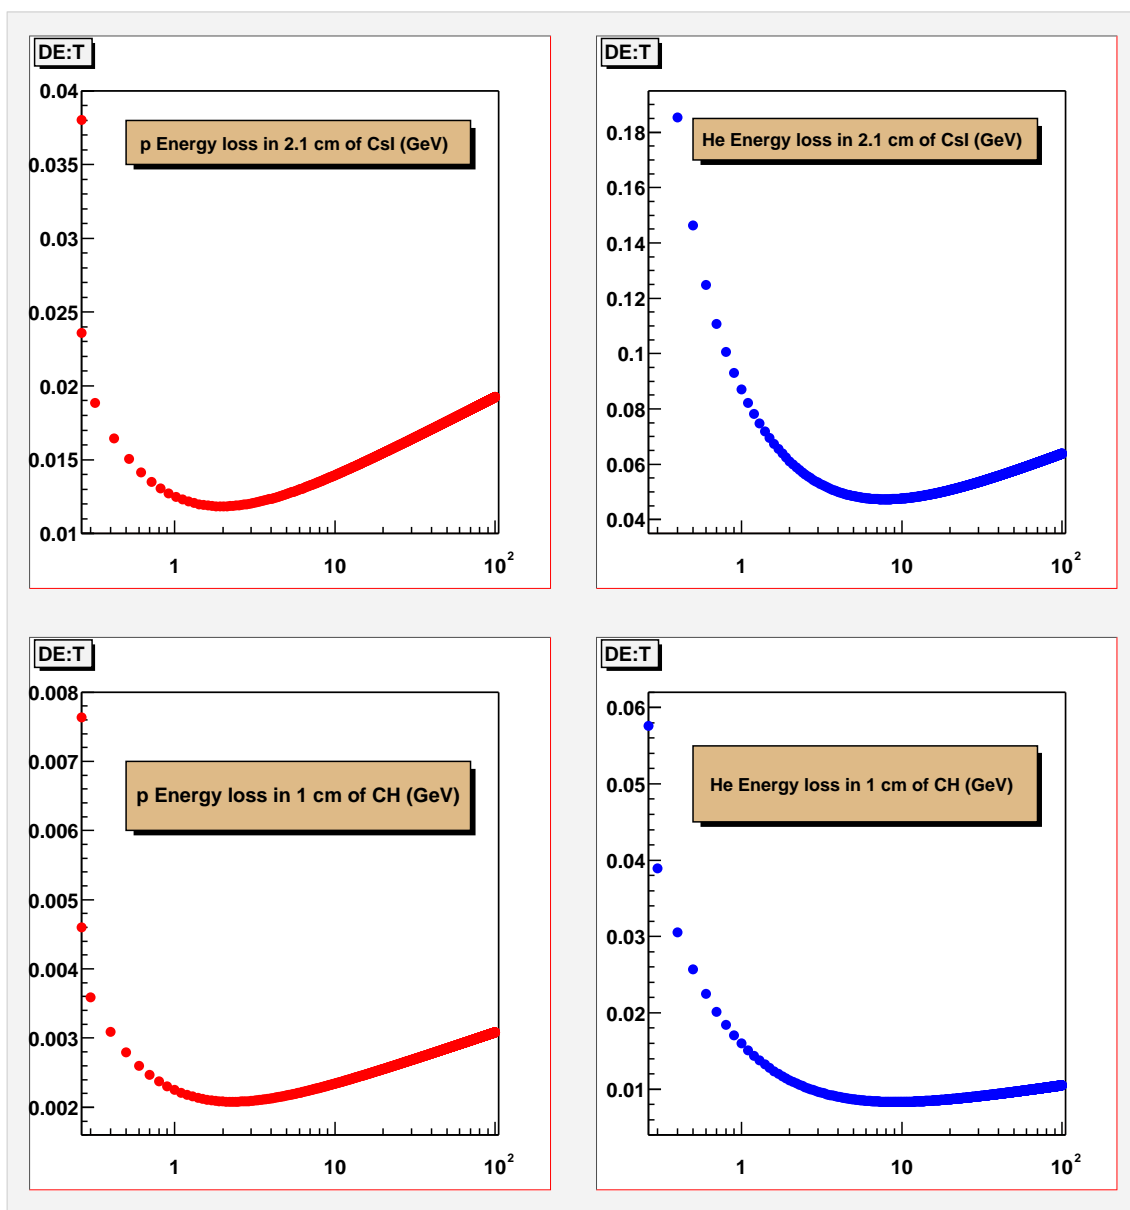 DE:T
0.04
p Energy loss in 2.1 cm of CsI (GeV)
0.035
0.03
0.025
0.02
0.015
0.01
1 10 10²
DE:T
He Energy loss in 2.1 cm of CsI (GeV)
0.18
0.16
0.14
0.12
0.1
0.08
0.06
0.04
1 10 10²
DE:T
0.008
0.007
p Energy loss in 1 cm of CH (GeV)
0.006
0.005
0.004
0.003
0.002
1 10 10²
DE:T
0.06
0.05
He Energy loss in 1 cm of CH (GeV)
0.04
0.03
0.02
0.01
1 10 10²